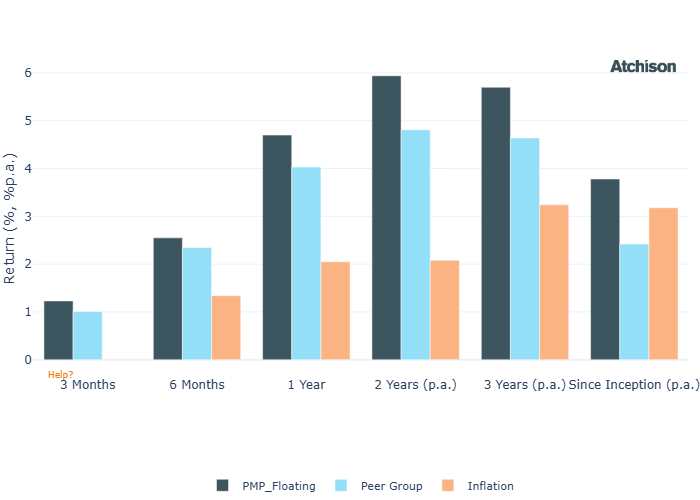 Atchison
6
5
4
3
2
1
0
Return (%, %p.a.)
Help?
3 Months 6 Months 1 Year 2 Years (p.a.) 3 Years (p.a.) Since Inception (p.a.)
PMP_Floating Peer Group Inflation